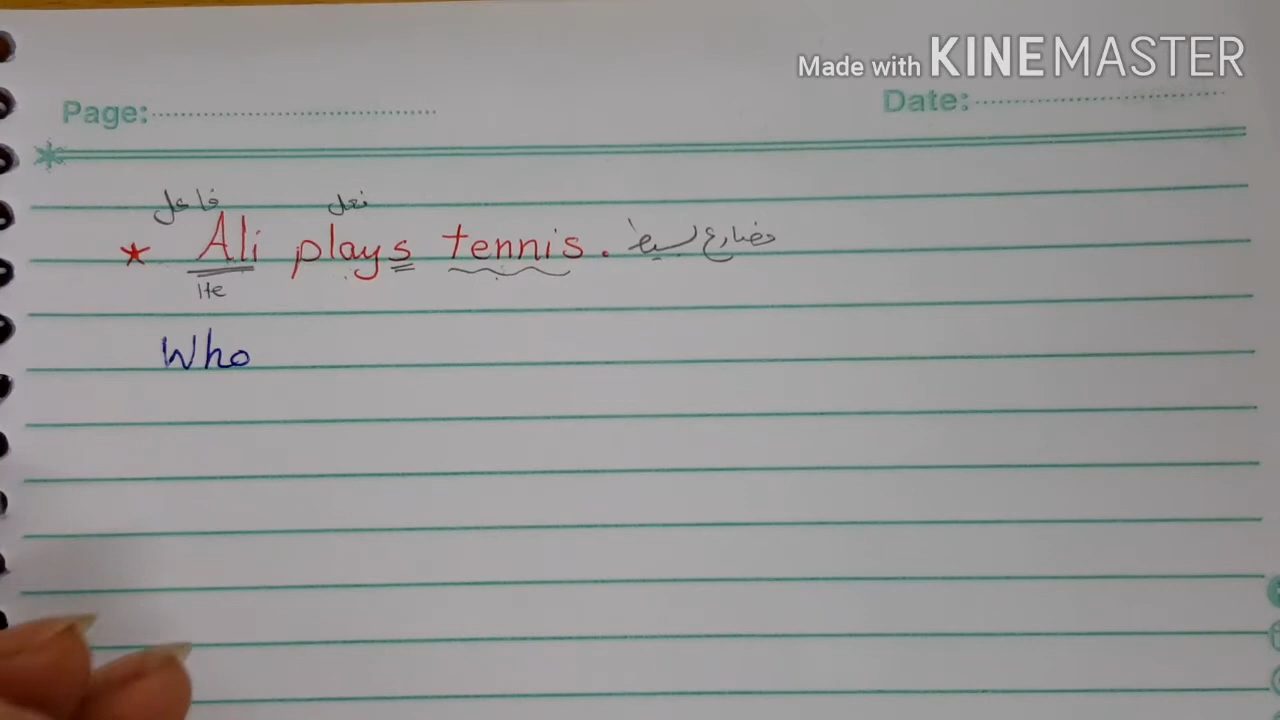 Made with KINEMASTER
Page: Date:
فاعل فعل
★ Ali plays tennis. مضارع بسيط
He
Who